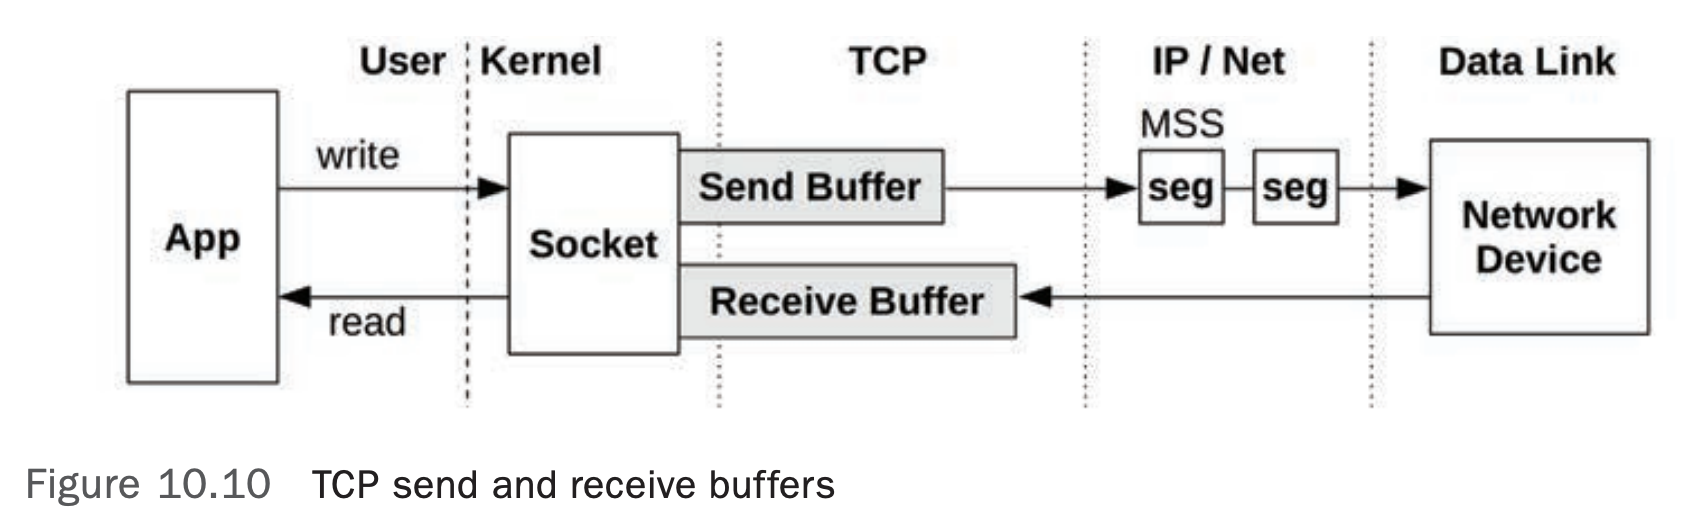 User Kernel TCP IP / Net Data Link
MSS
write
App
Socket
Send Buffer
seg seg
Network
Device
Receive Buffer
read
Figure 10.10 TCP send and receive buffers